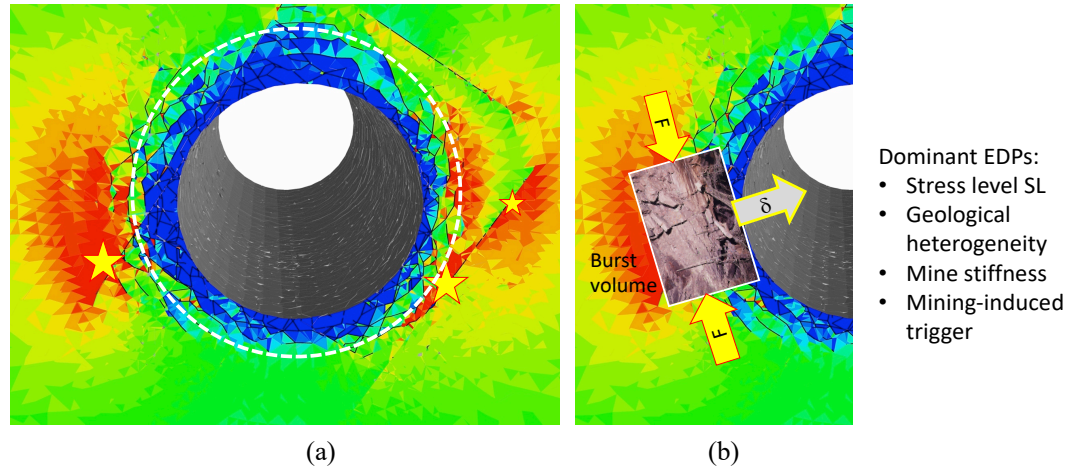 F
Burst
volume
δ
F
Dominant EDPs:
• Stress level SL
• Geological
heterogeneity
• Mine stiffness
• Mining-induced
trigger
(a)
(b)